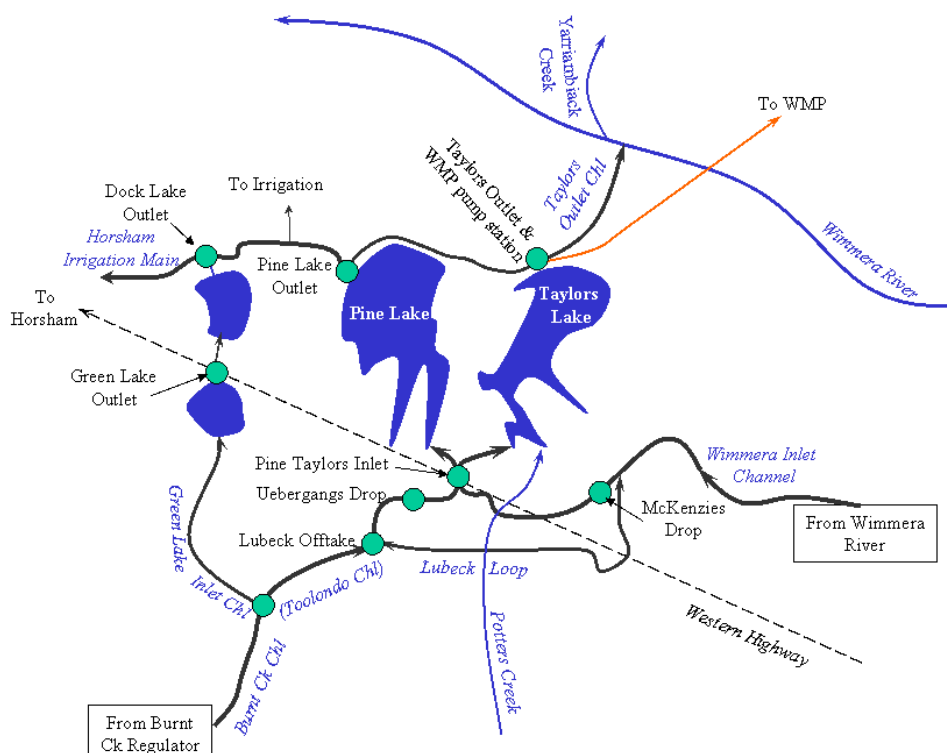 Yarriambiack
Creek
To WMP
Taylors Outlet &
WMP pump station
Taylors
Outlet Chl
To Irrigation
Dock Lake
Outlet
Horsham
Irrigation Main
Pine Lake
Outlet
Pine Lake
Taylors
Lake
Wimmera River
To
Horsham
Green Lake
Outlet
Pine Taylors Inlet
Wimmera Inlet
Channel
Uebergangs Drop
McKenzies
Drop
From Wimmera
River
Lubeck Offtake
Lubeck Loop
Green Lake
Inlet Chl
(Toolondo Chl)
Potters Creek
Western Highway
Burnt Ck Chl
From Burnt
Ck Regulator